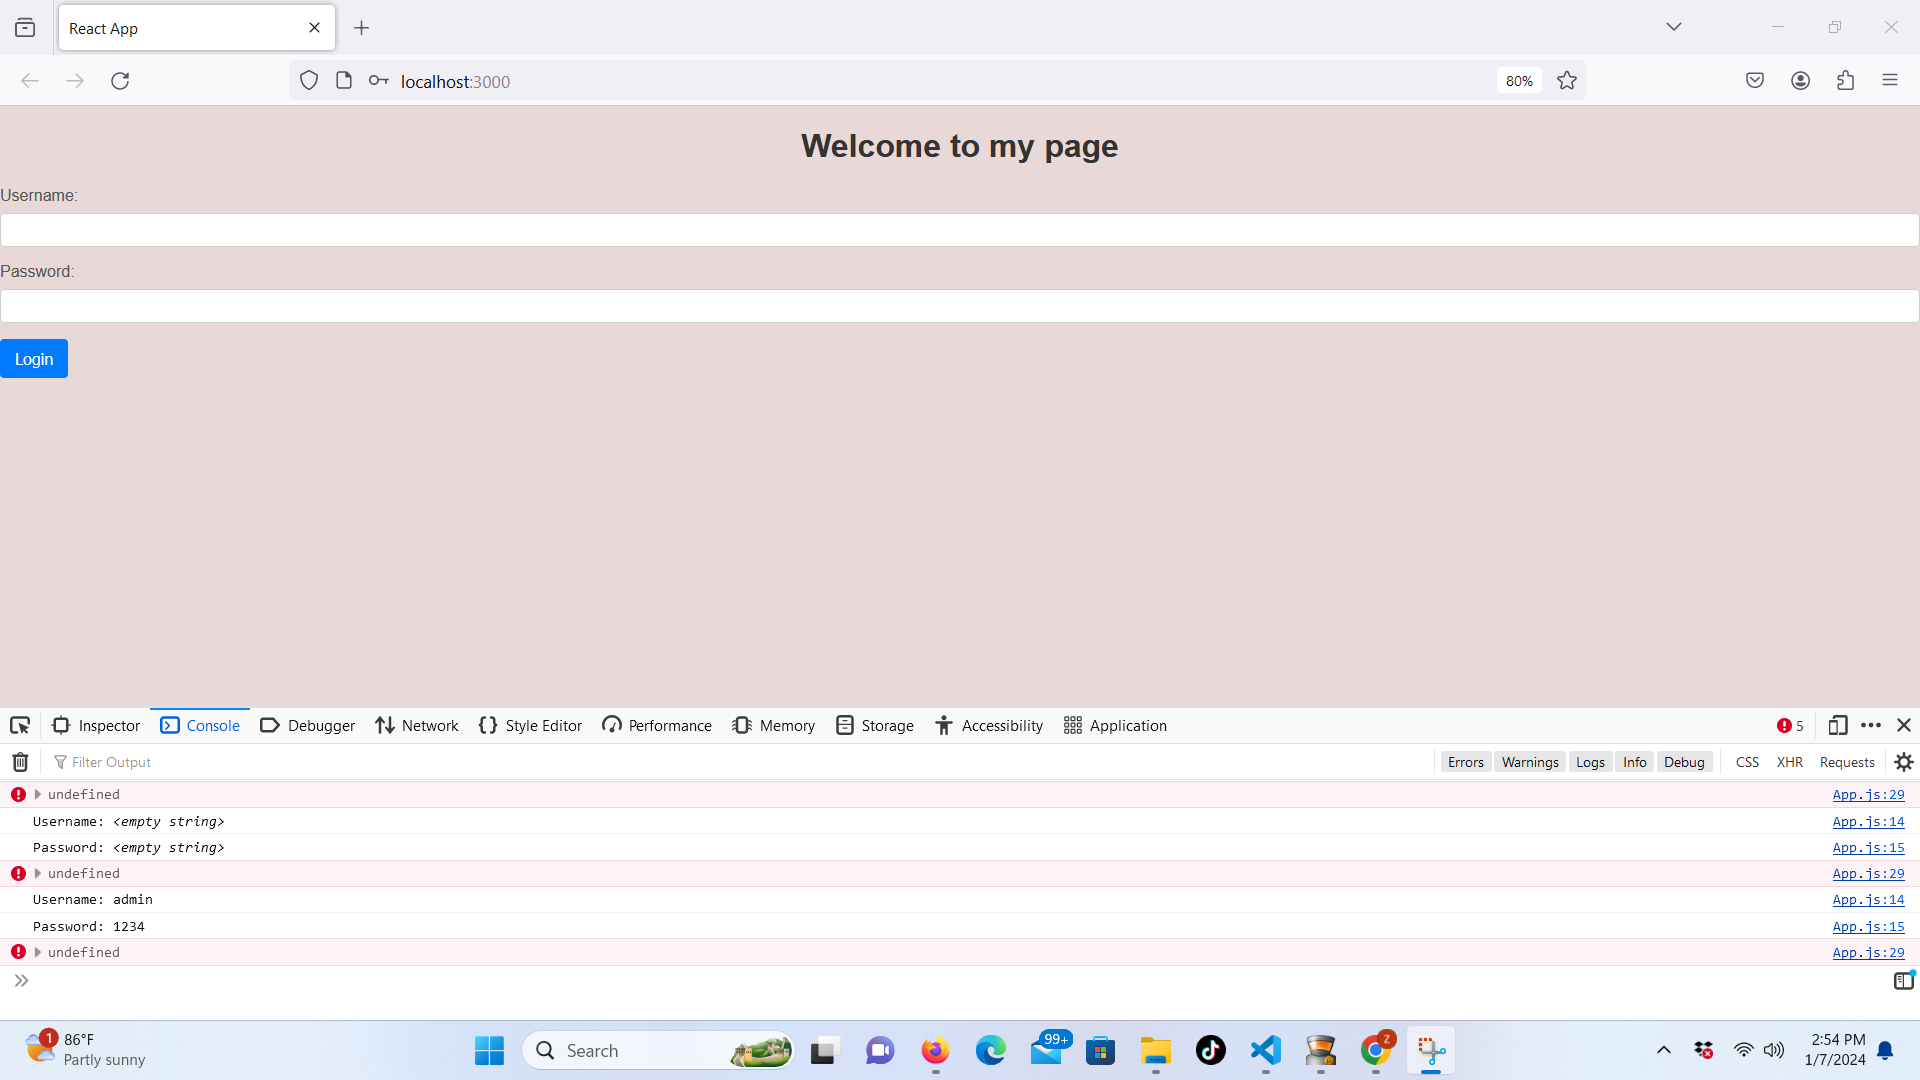 React App
localhost:3000
80%
Welcome to my page
Username:
Password:
Login
Inspector Console Debugger Network Style Editor Performance Memory Storage Accessibility Application 5
Filter Output Errors Warnings Logs Info Debug CSS XHR Requests
undefined App.js:29
Username: <empty string> App.js:14
Password: <empty string> App.js:15
undefined App.js:29
Username: admin App.js:14
Password: 1234 App.js:15
undefined App.js:29
1 86°F
Partly sunny
Search
99+
Z
2:54 PM
1/7/2024